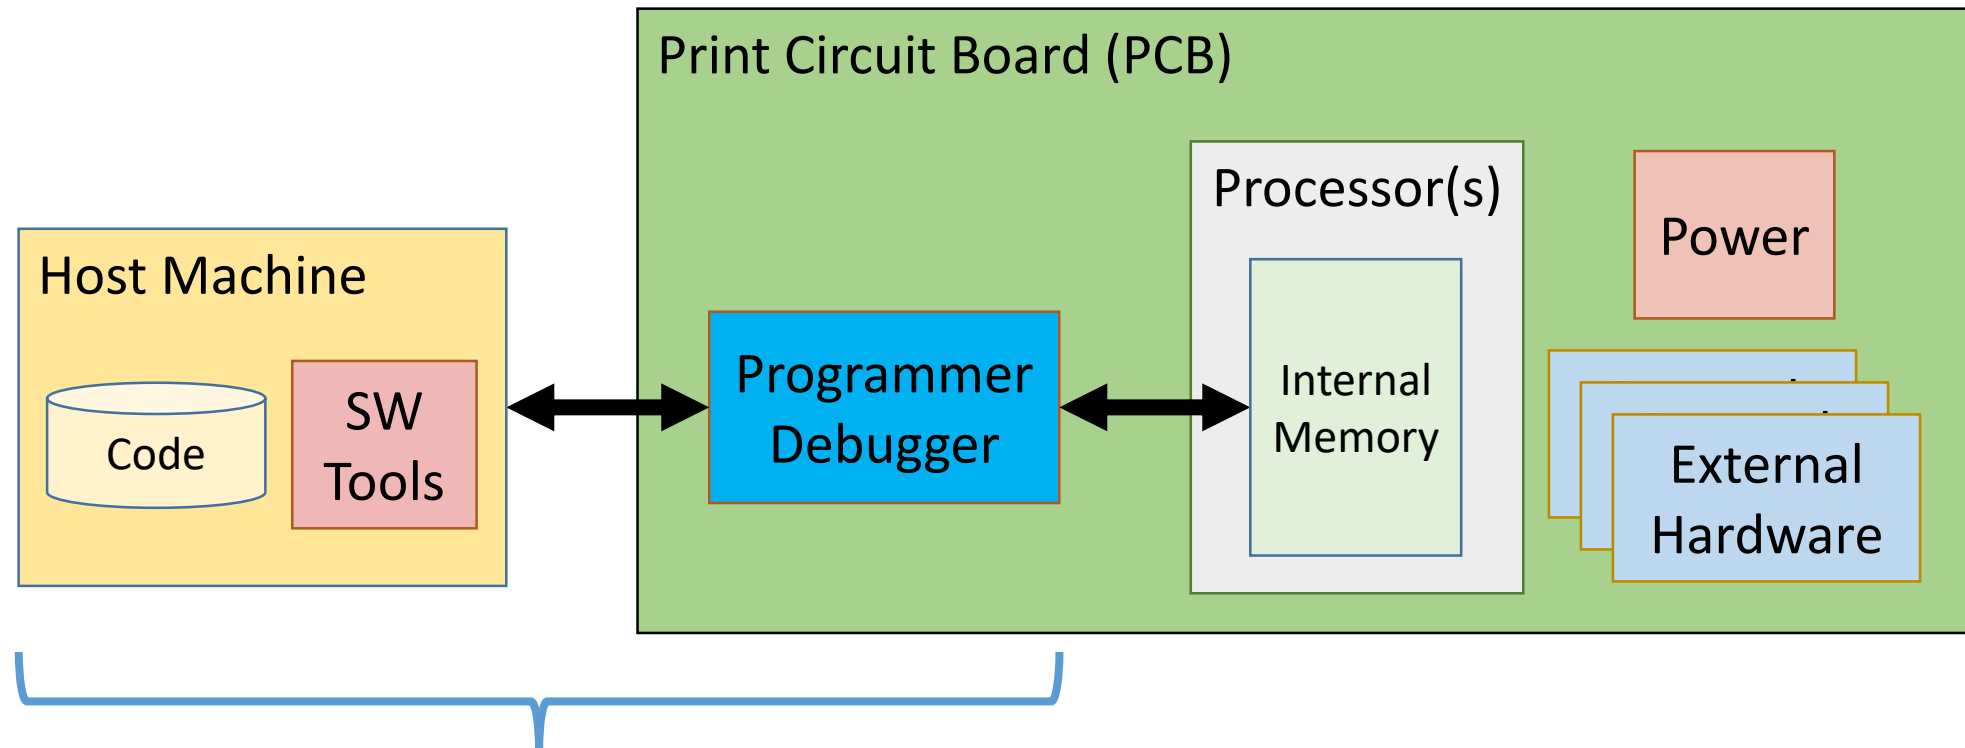 Print Circuit Board (PCB)
Host Machine
Code
SW
Tools
Programmer
Debugger
Processor(s)
Internal
Memory
Power
External
Hardware